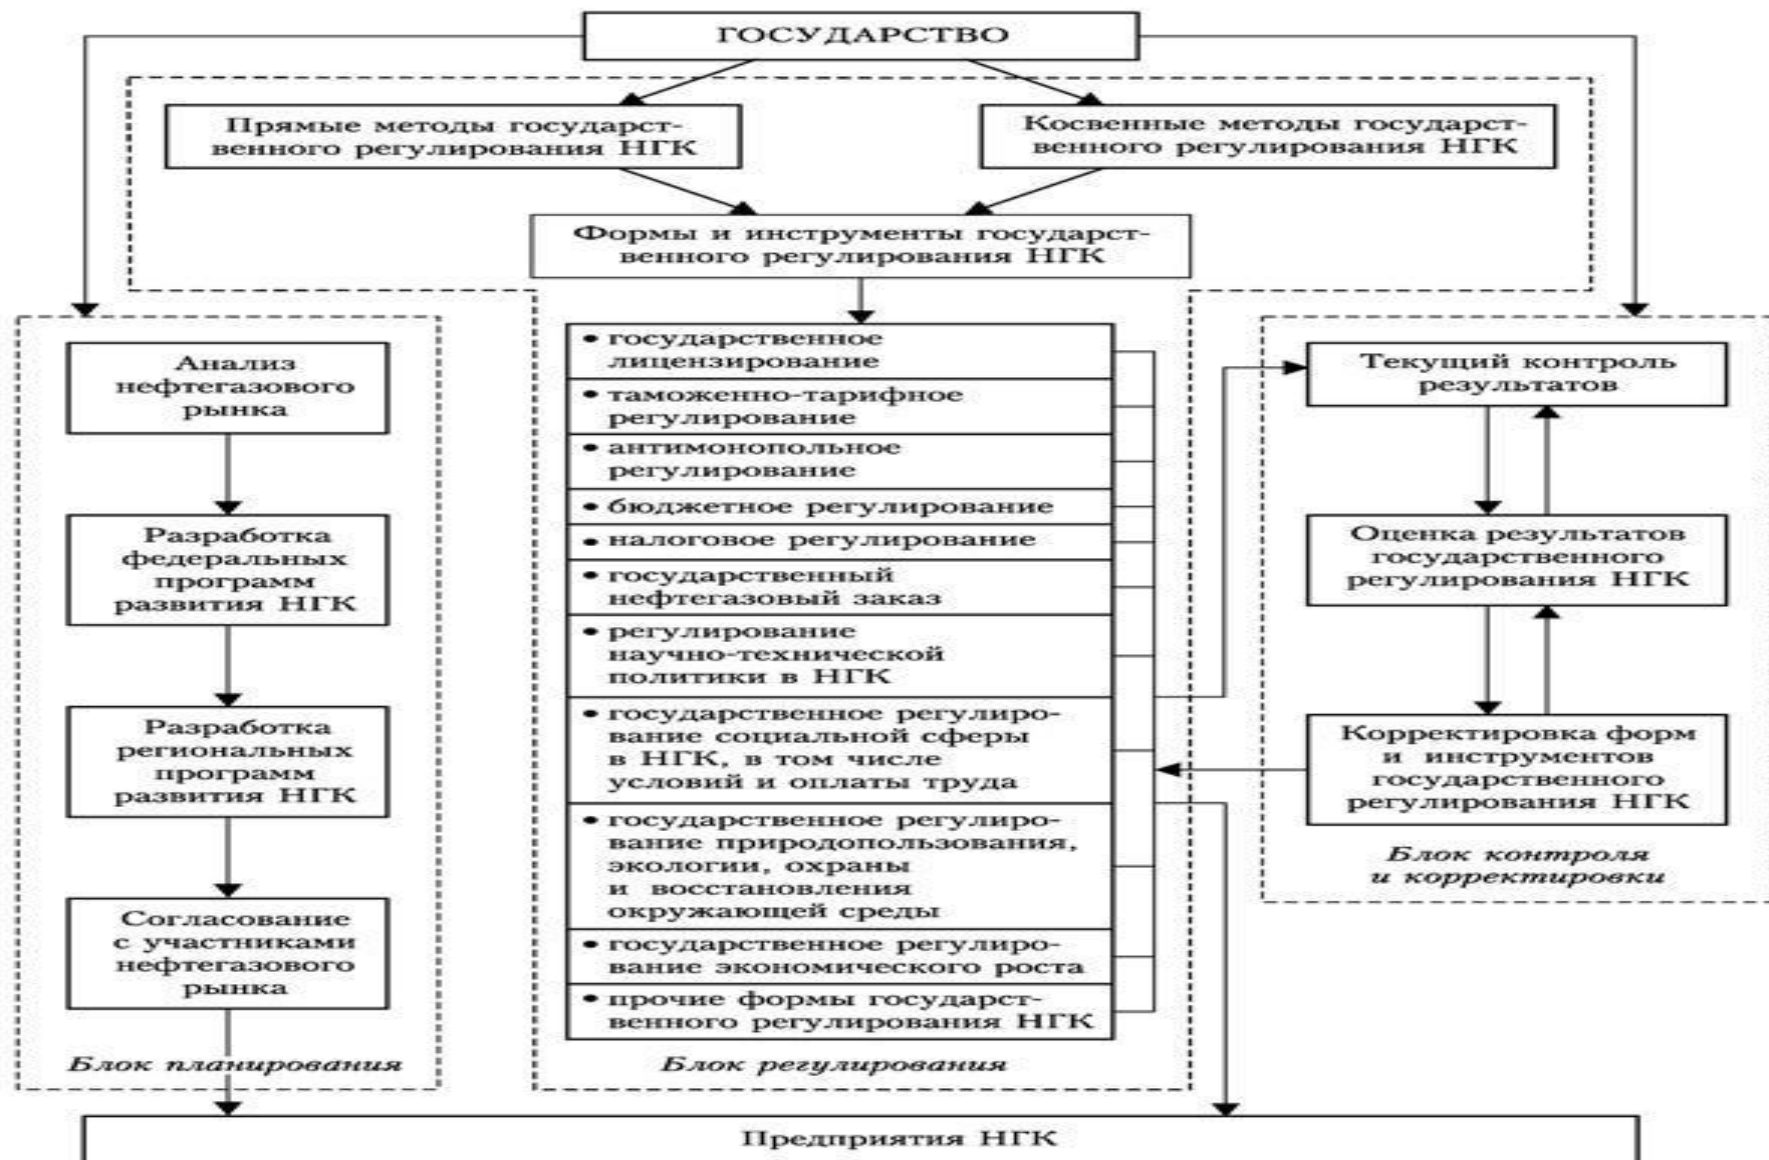 ГОСУДАРСТВО
Прямые методы государст-
венного регулирования НГК
Косвенные методы государст-
венного регулирования НГК
Формы и инструменты государст-
венного регулирования НГК
Анализ
нефтегазового
рынка
Разработка
федеральных
программ
развития НГК
Разработка
региональных
программ
развития НГК
Согласование
с участниками
нефтегазового
рынка
Блок планирования
• государственное
лицензирование
• таможенно-тарифное
регулирование
• антимонопольное
регулирование
• бюджетное регулирование
• налоговое регулирование
• государственный
нефтегазовый заказ
• регулирование
научно-технической
политики в НГК
• государственное регулиро-
вание социальной сферы
в НГК, в том числе
условий и оплаты труда
• государственное регулиро-
вание природопользования,
экологии, охраны
и восстановления
окружающей среды
• государственное регулиро-
вание экономического роста
• прочие формы государст-
венного регулирования НГК
Блок регулирования
Текущий контроль
результатов
Оценка результатов
государственного
регулирования НГК
Корректировка форм
и инструментов
государственного
регулирования НГК
Блок контроля
и корректировки
Предприятия НГК